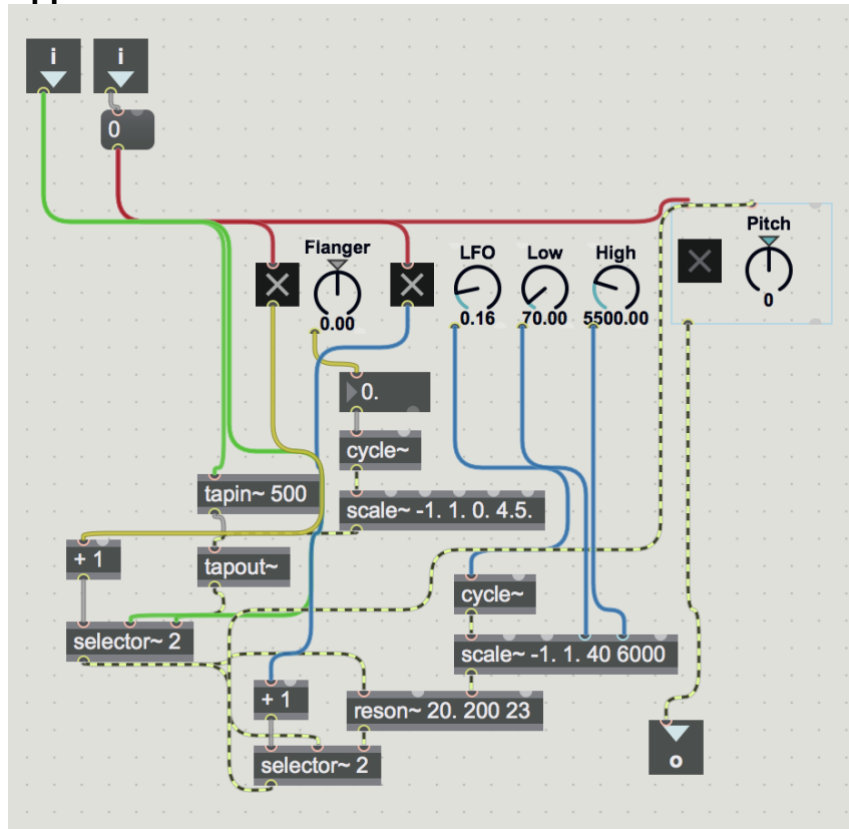 i
i
0
Flanger
0.00
LFO
0.16
Low
70.00
High
5500.00
Pitch
0
0.
cycle~
tapin~ 500
scale~ -1. 1. 0. 4.5.
+ 1
tapout~
cycle~
selector~ 2
scale~ -1. 1. 40 6000
+ 1
reson~ 20. 200 23
selector~ 2
o